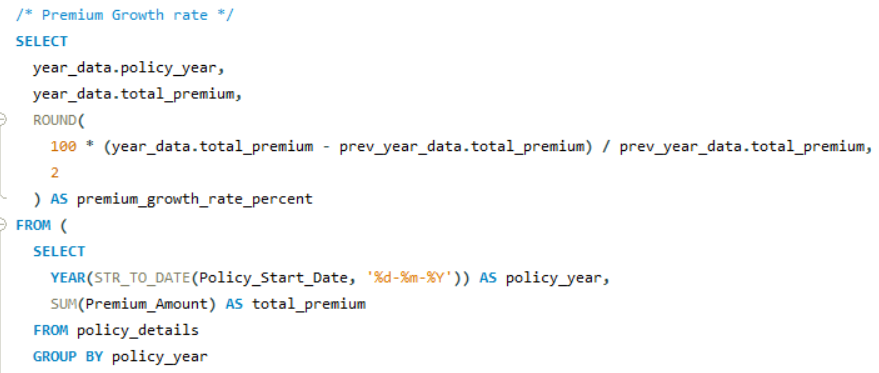 /* Premium Growth rate */
SELECT
year_data.policy_year,
year_data.total_premium,
ROUND(
100 * (year_data.total_premium - prev_year_data.total_premium) / prev_year_data.total_premium,
2
) AS premium_growth_rate_percent
FROM (
SELECT
YEAR(STR_TO_DATE(Policy_Start_Date, '%d-%m-%Y')) AS policy_year,
SUM(Premium_Amount) AS total_premium
FROM policy_details
GROUP BY policy_year